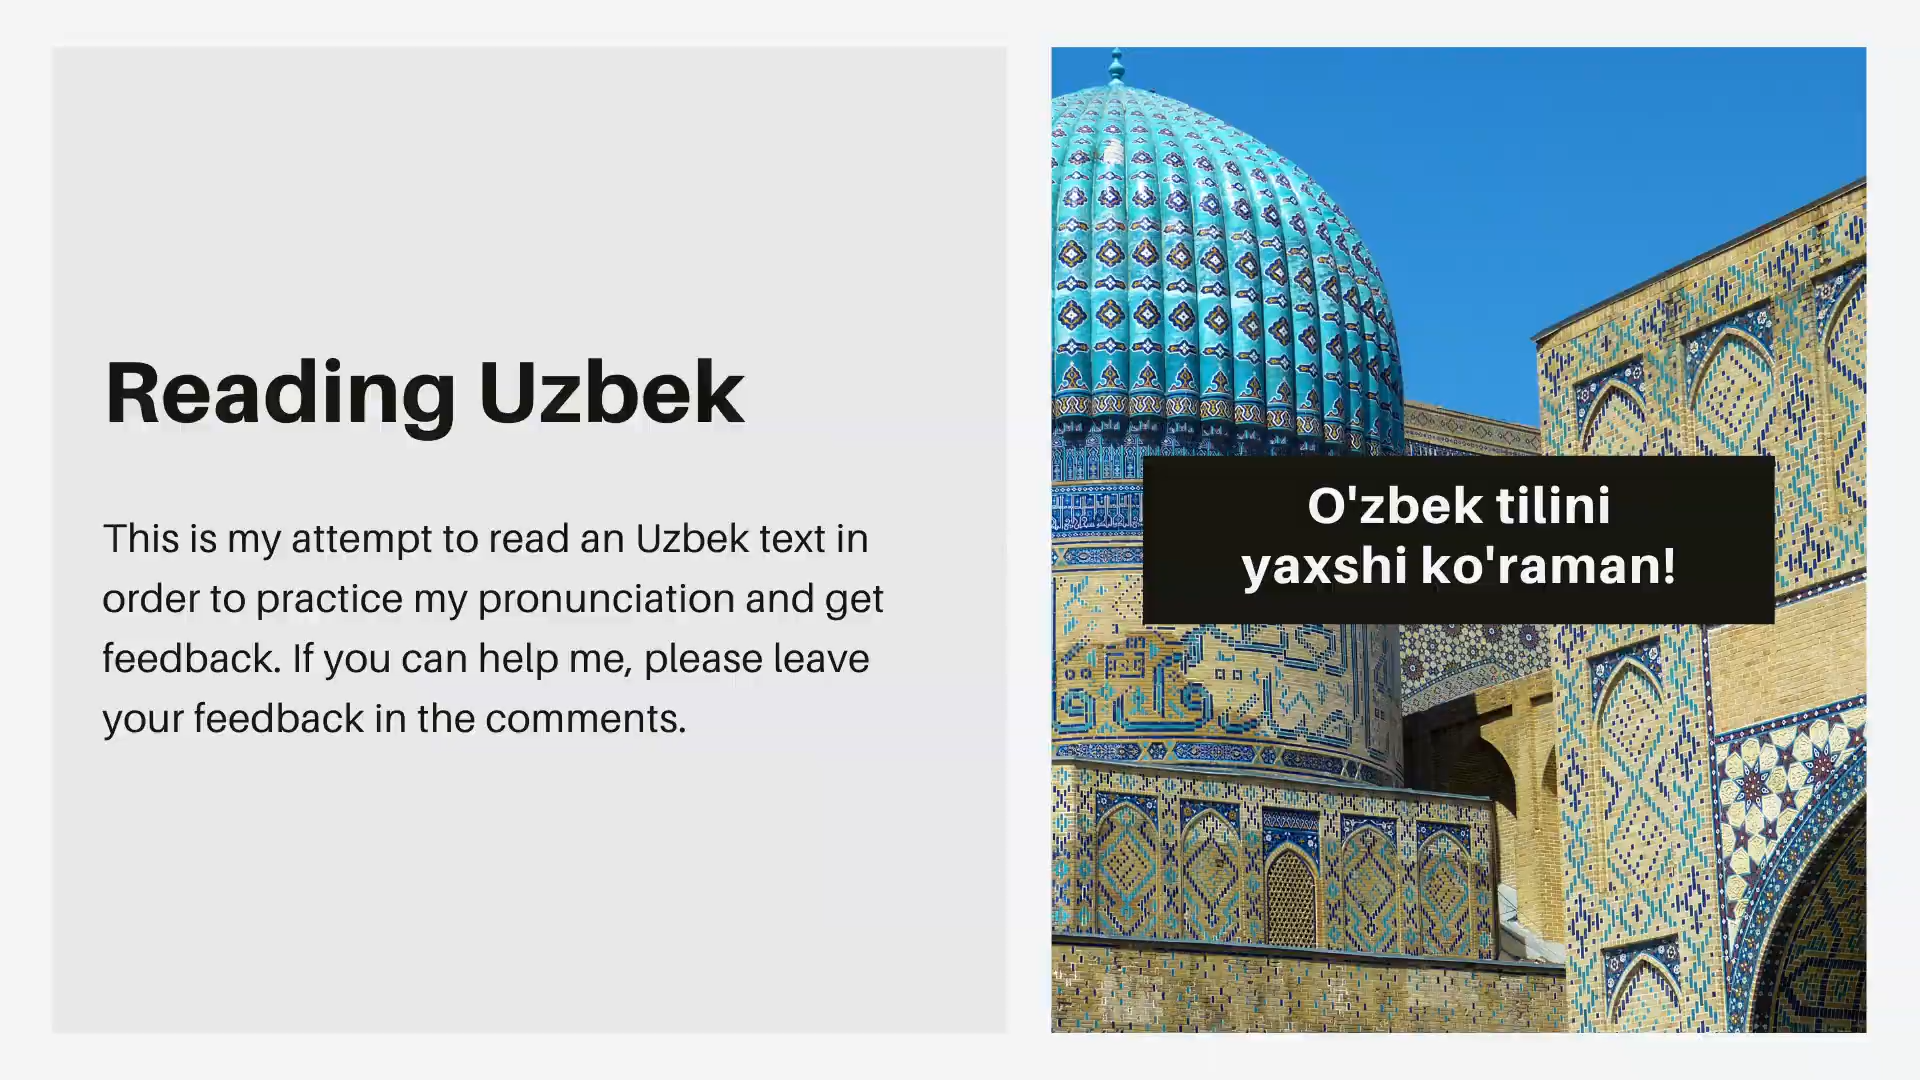 Reading Uzbek
This is my attempt to read an Uzbek text in
order to practice my pronunciation and get
feedback. If you can help me, please leave
your feedback in the comments.
O'zbek tilini
yaxshi ko'raman!